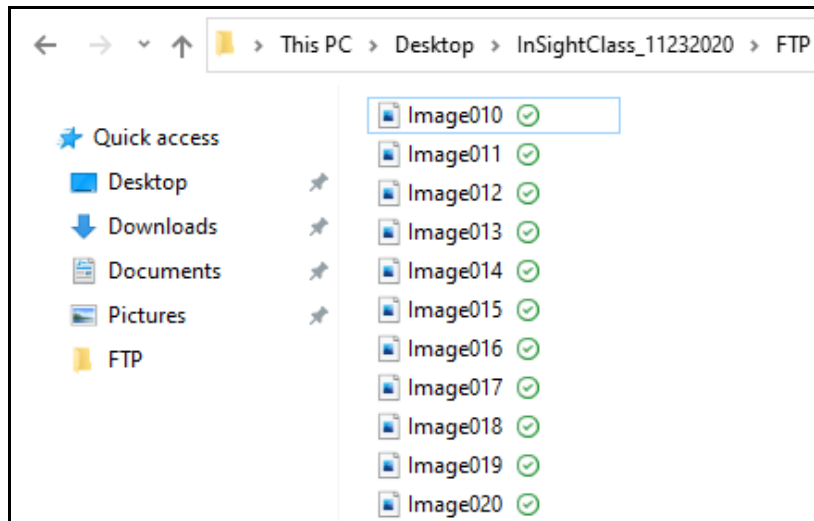 This PC > Desktop > InSightClass_11232020 > FTP
Quick access
Desktop
Downloads
Documents
Pictures
FTP
Image010
Image011
Image012
Image013
Image014
Image015
Image016
Image017
Image018
Image019
Image020